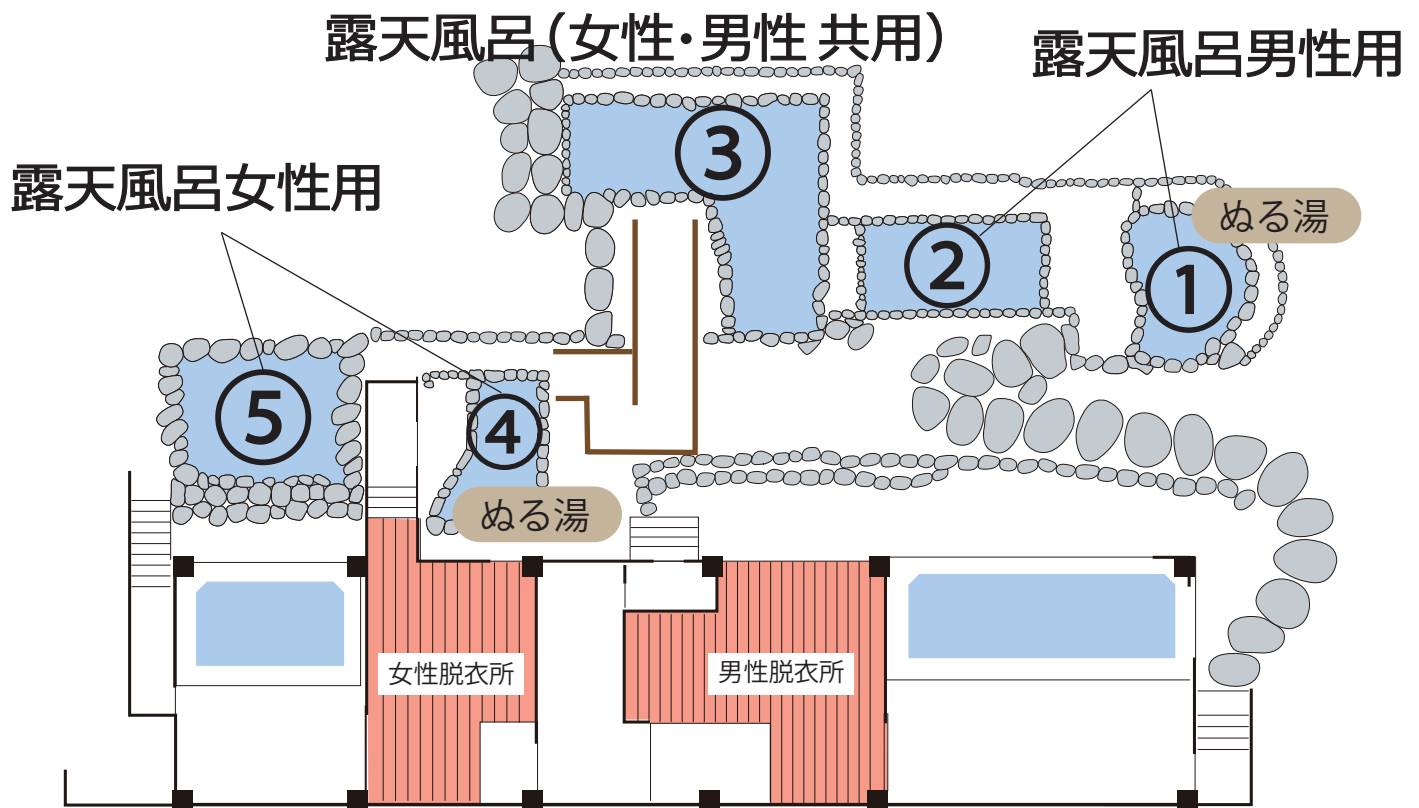 露天風呂（女性・男性 共用）
露天風呂男性用
露天風呂女性用
③
ぬる湯
②
①
⑤
④
ぬる湯
女性脱衣所
男性脱衣所